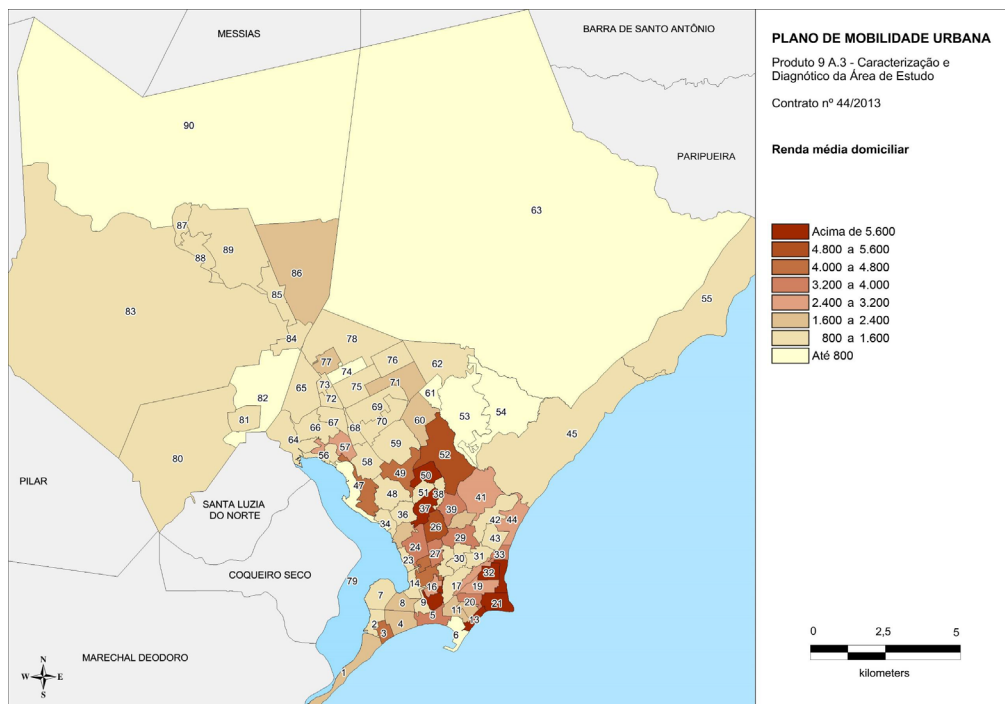 MESSIAS
BARRA DE SANTO ANTÔNIO
PARIPUEIRA
PILAR
SANTA LUZIA
DO NORTE
COQUEIRO SECO
MARECHAL DEODORO
90
63
87
89
88
86
85
83
55
84
78
77
76
62
74
71
73
75
65
72
61
82
69
54
53
81
70
60
45
66
67
68
64
59
57
52
56
58
80
49
50
47
41
48
51
38
37
39
36
42
44
34
26
43
29
24
27
33
31
23
30
32
79
14
16
17
19
7
8
9
20
21
11
5
13
2
4
3
6
1
N
W
E
S
PLANO DE MOBILIDADE URBANA
Produto 9 A.3 - Caracterização e
Diagnótico da Área de Estudo
Contrato nº 44/2013
Renda média domiciliar
Acima de 5.600
4.800 a 5.600
4.000 a 4.800
3.200 a 4.000
2.400 a 3.200
1.600 a 2.400
800 a 1.600
Até 800
0 2,5 5
kilometers